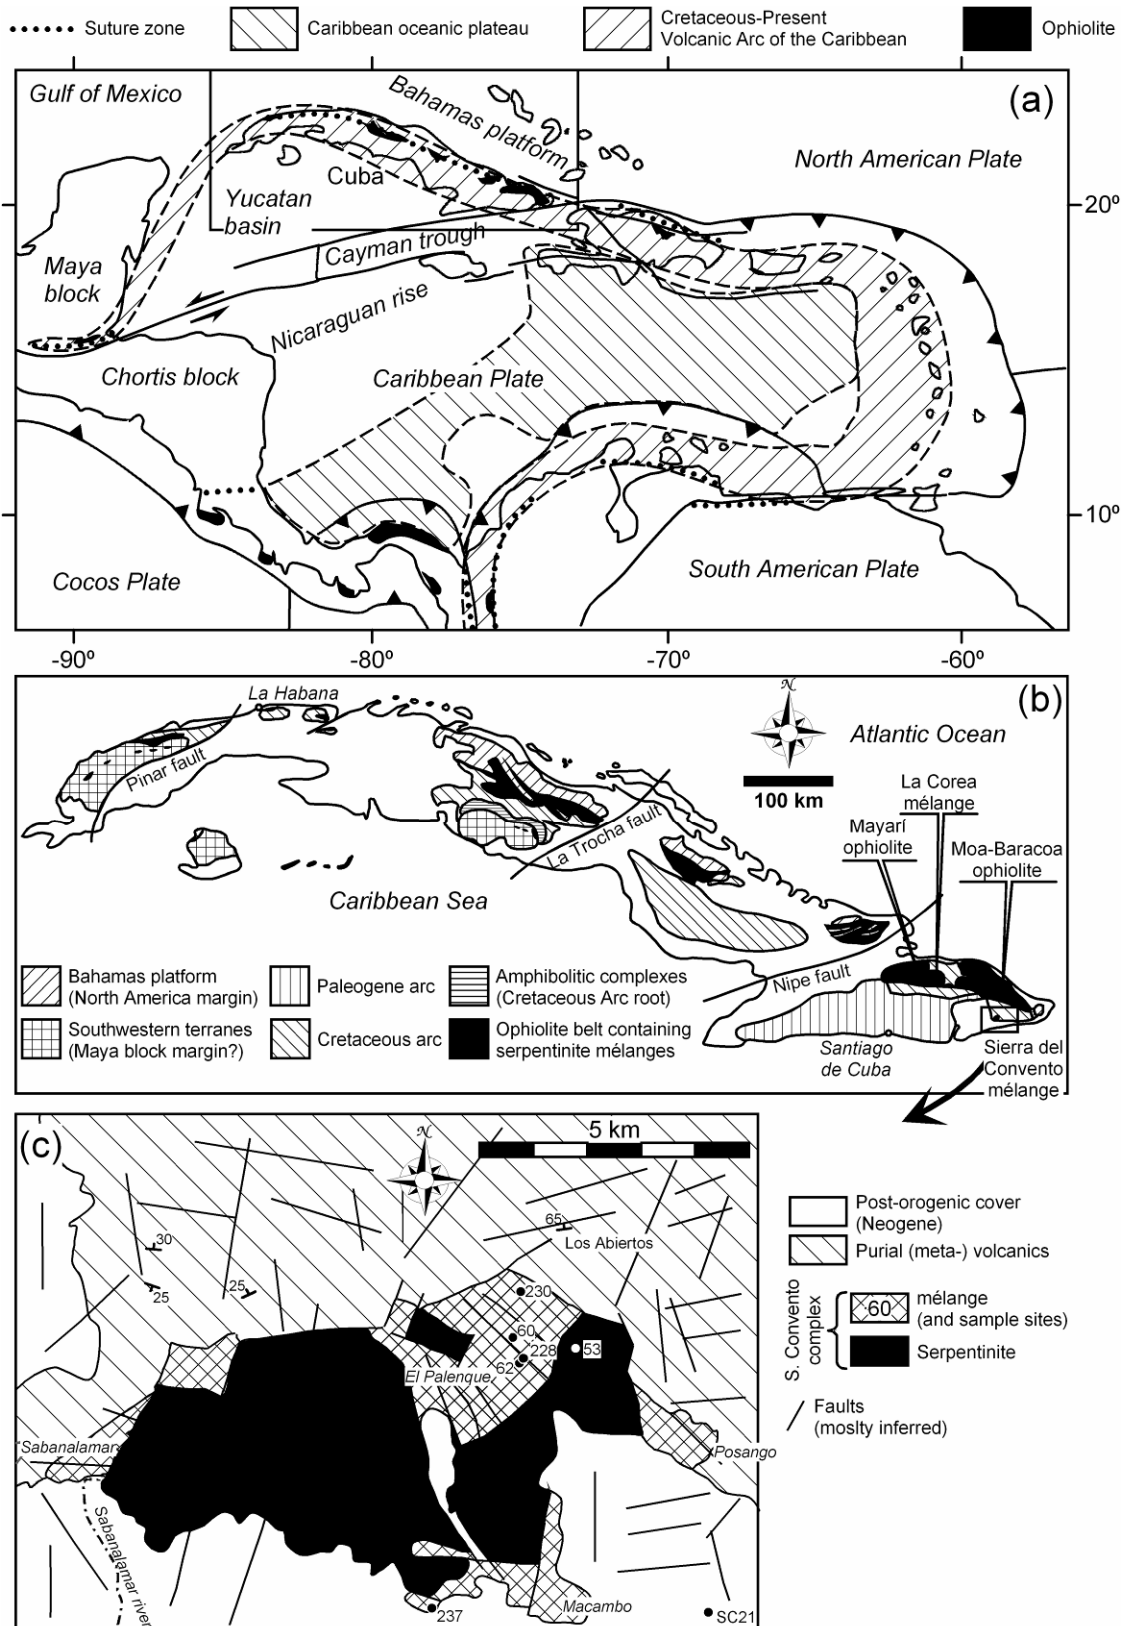 Suture zone
Caribbean oceanic plateau
Cretaceous-Present
Volcanic Arc of the Caribbean
Ophiolite
(a)
Gulf of Mexico
Bahamas platform
North American Plate
Cuba
Yucatan
basin
20º
Cayman trough
Maya
block
Nicaraguan rise
Chortis block
Caribbean Plate
10º
Cocos Plate
South American Plate
-90º
-80º
-70º
-60º
(b)
La Habana
N
Atlantic Ocean
Pinar fault
100 km
La Corea
mélange
Mayarí
ophiolite
Moa-Baracoa
ophiolite
La Trocha fault
Caribbean Sea
Nipe fault
Bahamas platform
(North America margin)
Paleogene arc
Amphibolitic complexes
(Cretaceous Arc root)
Southwestern terranes
(Maya block margin?)
Cretaceous arc
Ophiolite belt containing
serpentinite mélanges
Santiago
de Cuba
Sierra del
Convento
mélange
(c)
N
5 km
65
Los Abiertos
30
25
25
230
60
228
62
53
El Palenque
Sabanalamar
Posango
Sabanalamar river
Macambo
237
SC21
Post-orogenic cover
(Neogene)
Purial (meta-) volcanics
S. Convento
complex
60
mélange
(and sample sites)
Serpentinite
Faults
(moslty inferred)